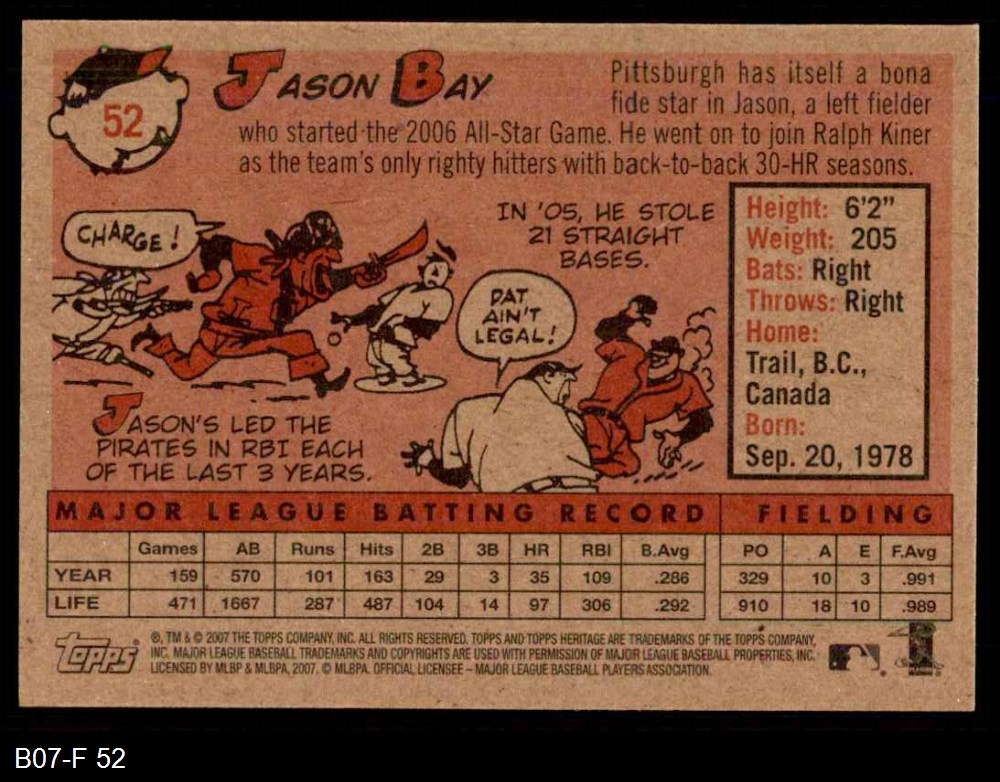 52
JASON BAY
Pittsburgh has itself a bona
fide star in Jason, a left fielder
who started the 2006 All-Star Game. He went on to join Ralph Kiner
as the team's only righty hitters with back-to-back 30-HR seasons.
CHARGE!
IN '05, HE STOLE
21 STRAIGHT
BASES.
DAT
AIN'T
LEGAL!
JASON'S LED THE
PIRATES IN RBI EACH
OF THE LAST 3 YEARS.
Height: 6'2"
Weight: 205
Bats: Right
Throws: Right
Home:
Trail, B.C.,
Canada
Born:
Sep. 20, 1978
MAJOR LEAGUE BATTING RECORD FIELDING
Games AB Runs Hits 2B 3B HR RBI B.Avg PO A E F.Avg
YEAR 159 570 101 163 29 3 35 109 .286 329 10 3 .991
LIFE 471 1667 287 487 104 14 97 306 .292 910 18 10 .989
topps
®, TM & © 2007 THE TOPPS COMPANY, INC. ALL RIGHTS RESERVED. TOPPS AND TOPPS HERITAGE ARE TRADEMARKS OF THE TOPPS COMPANY,
INC. MAJOR LEAGUE BASEBALL TRADEMARKS AND COPYRIGHTS ARE USED WITH PERMISSION OF MAJOR LEAGUE BASEBALL PROPERTIES, INC.
LICENSED BY MLBP & MLBPA, 2007. © MLBPA. OFFICIAL LICENSEE – MAJOR LEAGUE BASEBALL PLAYERS ASSOCIATION.
B07-F 52